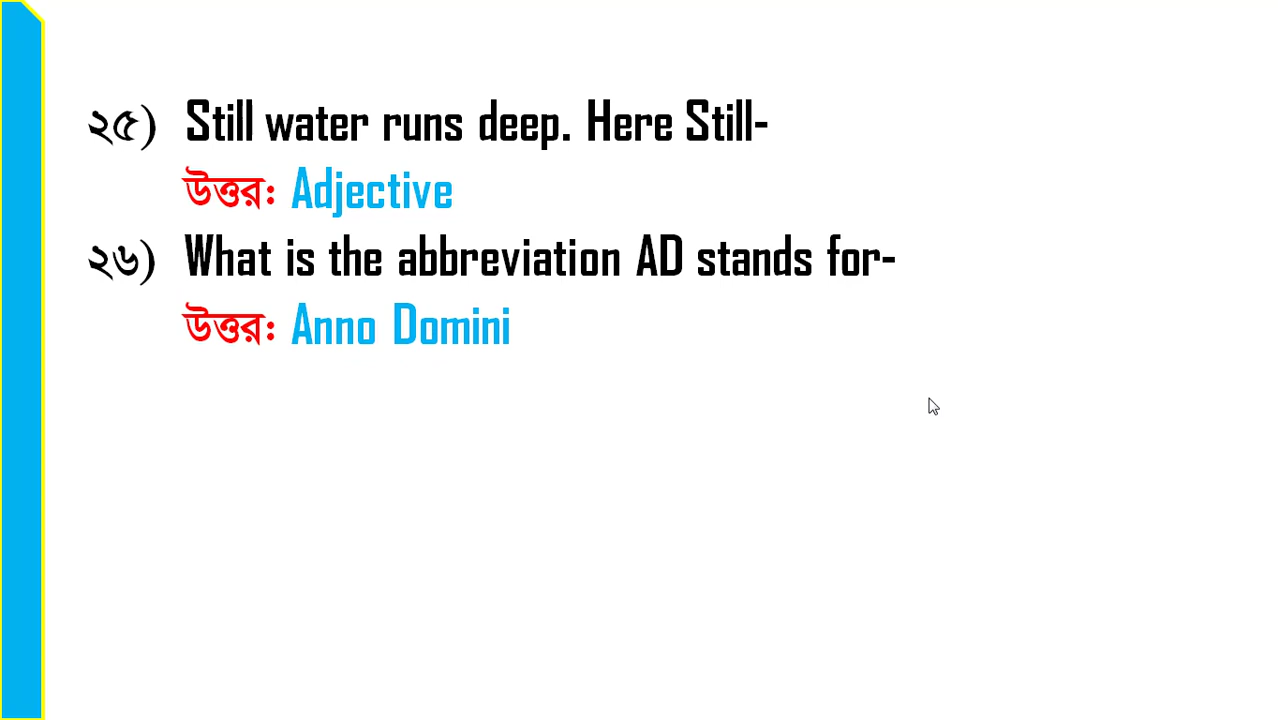 ২৫) Still water runs deep. Here Still-
উত্তর: Adjective
২৬) What is the abbreviation AD stands for-
উত্তর: Anno Domini